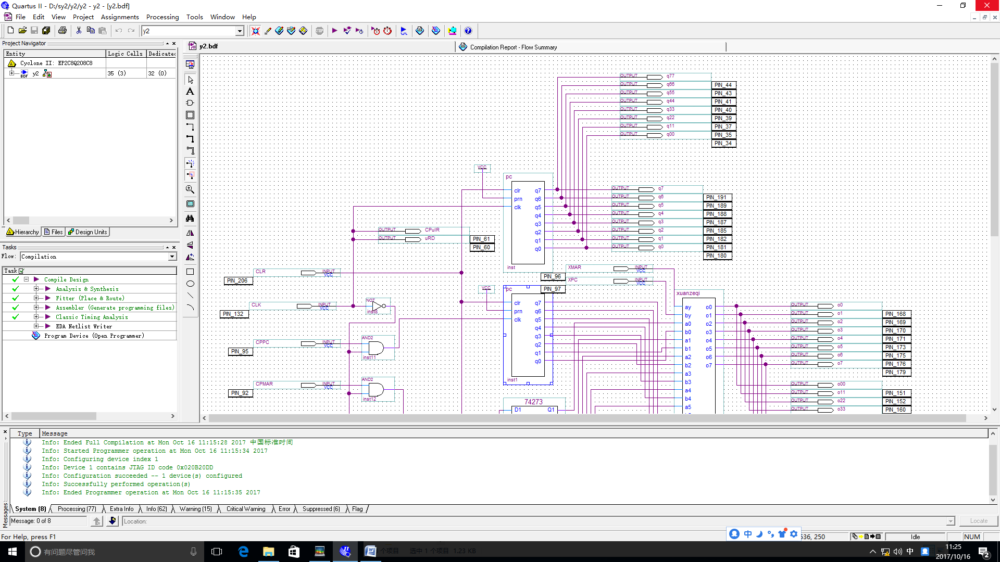 Quartus II - D:/sy2/y2/y2 - y2 - [y2.bdf]
File Edit View Project Assignments Processing Tools Window Help
y2
Project Navigator
Entity Logic Cells Dedicated
Cyclone II: EP2C8Q208C8
y2 35 (3) 32 (0)
Hierarchy Files Design Units
Tasks
Flow: Compilation
Task
Compile Design
Analysis & Synthesis
Fitter (Place & Route)
Assembler (Generate programming files)
Classic Timing Analysis
EDA Netlist Writer
Program Device (Open Programmer)
y2.bdf
Compilation Report - Flow Summary
OUTPUT q77
OUTPUT q66 PIN_44
OUTPUT q55 PIN_43
OUTPUT q44 PIN_41
OUTPUT q33 PIN_40
OUTPUT q22 PIN_39
OUTPUT q11 PIN_37
OUTPUT q00 PIN_35
PIN_34
VCC
pc
clr q7
prn q6
clk q5
q4
q3
q2
q1
q0
inst
OUTPUT q7
OUTPUT q6 PIN_191
OUTPUT q5 PIN_189
OUTPUT q4 PIN_188
OUTPUT q3 PIN_187
OUTPUT q2 PIN_185
OUTPUT q1 PIN_182
OUTPUT q0 PIN_181
PIN_180
OUTPUT CPuIR
OUTPUT uRD PIN_61
PIN_60
CLR INPUT VCC
PIN_206
XMAR INPUT VCC
PIN_96
XPC INPUT VCC
PIN_97
CLK INPUT VCC
PIN_132
NOT
inst8
CPPC INPUT VCC
PIN_95
AND2
inst11
CPMAR INPUT VCC
PIN_92
AND2
inst12
VCC
pc
clr q7
prn q6
clk q5
q4
q3
q2
q1
q0
inst1
74273
D1 Q1
xuanzeqi
ay o0
by o1
a0 o2
b0 o3
a1 o4
b1 o5
a2 o6
b2 o7
a3
b3
a4
b4
a5
OUTPUT o0
OUTPUT o1 PIN_168
OUTPUT o2 PIN_169
OUTPUT o3 PIN_170
OUTPUT o4 PIN_171
OUTPUT o5 PIN_173
OUTPUT o6 PIN_175
OUTPUT o7 PIN_176
PIN_179
OUTPUT o00
OUTPUT o11 PIN_151
OUTPUT o22 PIN_152
OUTPUT o33 PIN_160
Type Message
Info: Ended Full Compilation at Mon Oct 16 11:15:28 2017 中国标准时间
Info: Started Programmer operation at Mon Oct 16 11:15:34 2017
Info: Configuring device index 1
Info: Device 1 contains JTAG ID code 0x020B20DD
Info: Configuration succeeded -- 1 device(s) configured
Info: Successfully performed operation(s)
Info: Ended Programmer operation at Mon Oct 16 11:15:35 2017
System (8) Processing (77) Extra Info Info (62) Warning (15) Critical Warning Error Suppressed (6) Flag
Messages
Message: 0 of 8 Location: Locate
For Help, press F1 中 536, 250 Idle NUM
有问题尽管问我 个项目 选中 1 个项目 1.23 KB 中 11:25
2017/10/16 2